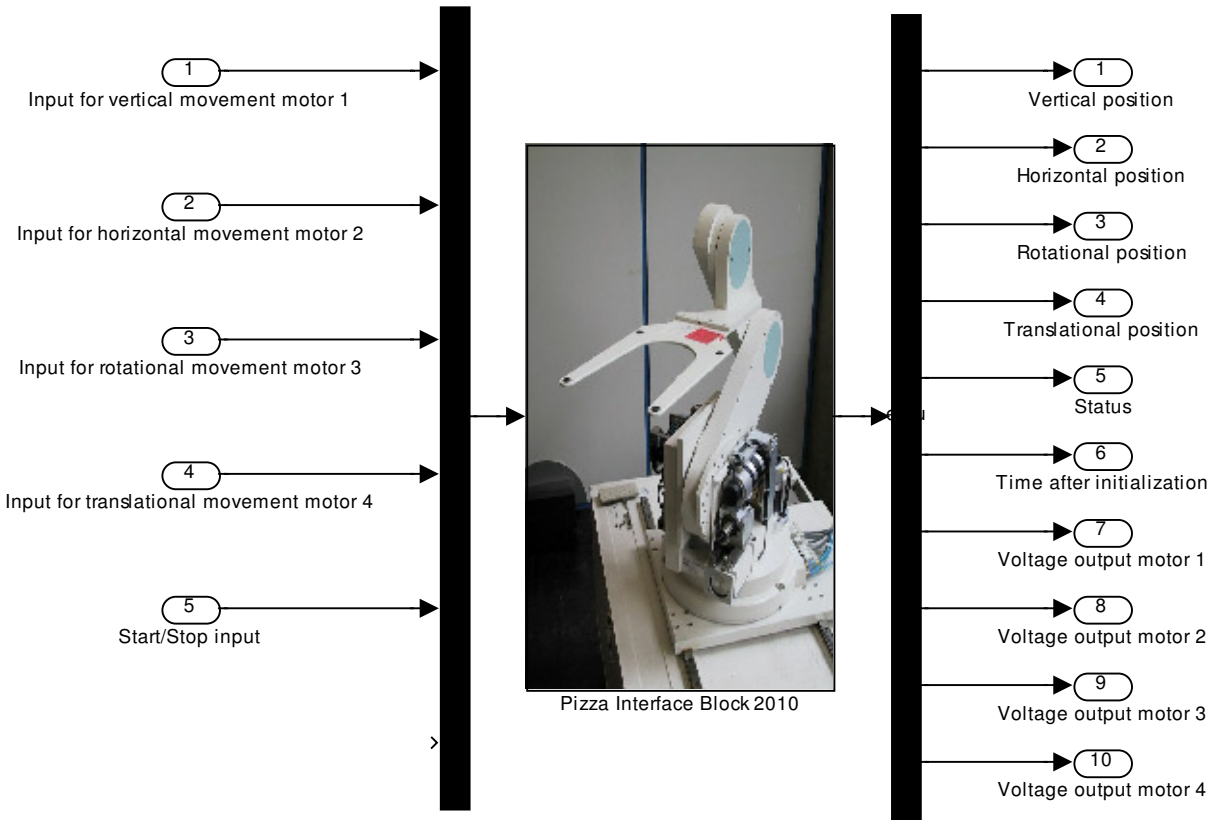 1
Input for vertical movement motor 1
2
Input for horizontal movement motor 2
3
Input for rotational movement motor 3
4
Input for translational movement motor 4
5
Start/Stop input
Pizza Interface Block 2010
1
Vertical position
2
Horizontal position
3
Rotational position
4
Translational position
5
Status
6
Time after initialization
7
Voltage output motor 1
8
Voltage output motor 2
9
Voltage output motor 3
10
Voltage output motor 4